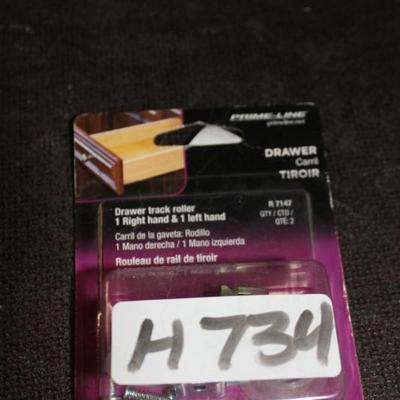 PRIME-LINE
primeline.net
DRAWER
Carril
TIROIR
Drawer track roller
1 Right hand & 1 left hand
R 7147
QTY / CTD /
QTÉ: 2
Carril de la gaveta: Rodillo
1 Mano derecha / 1 Mano izquierda
Rouleau de rail de tiroir
H 734